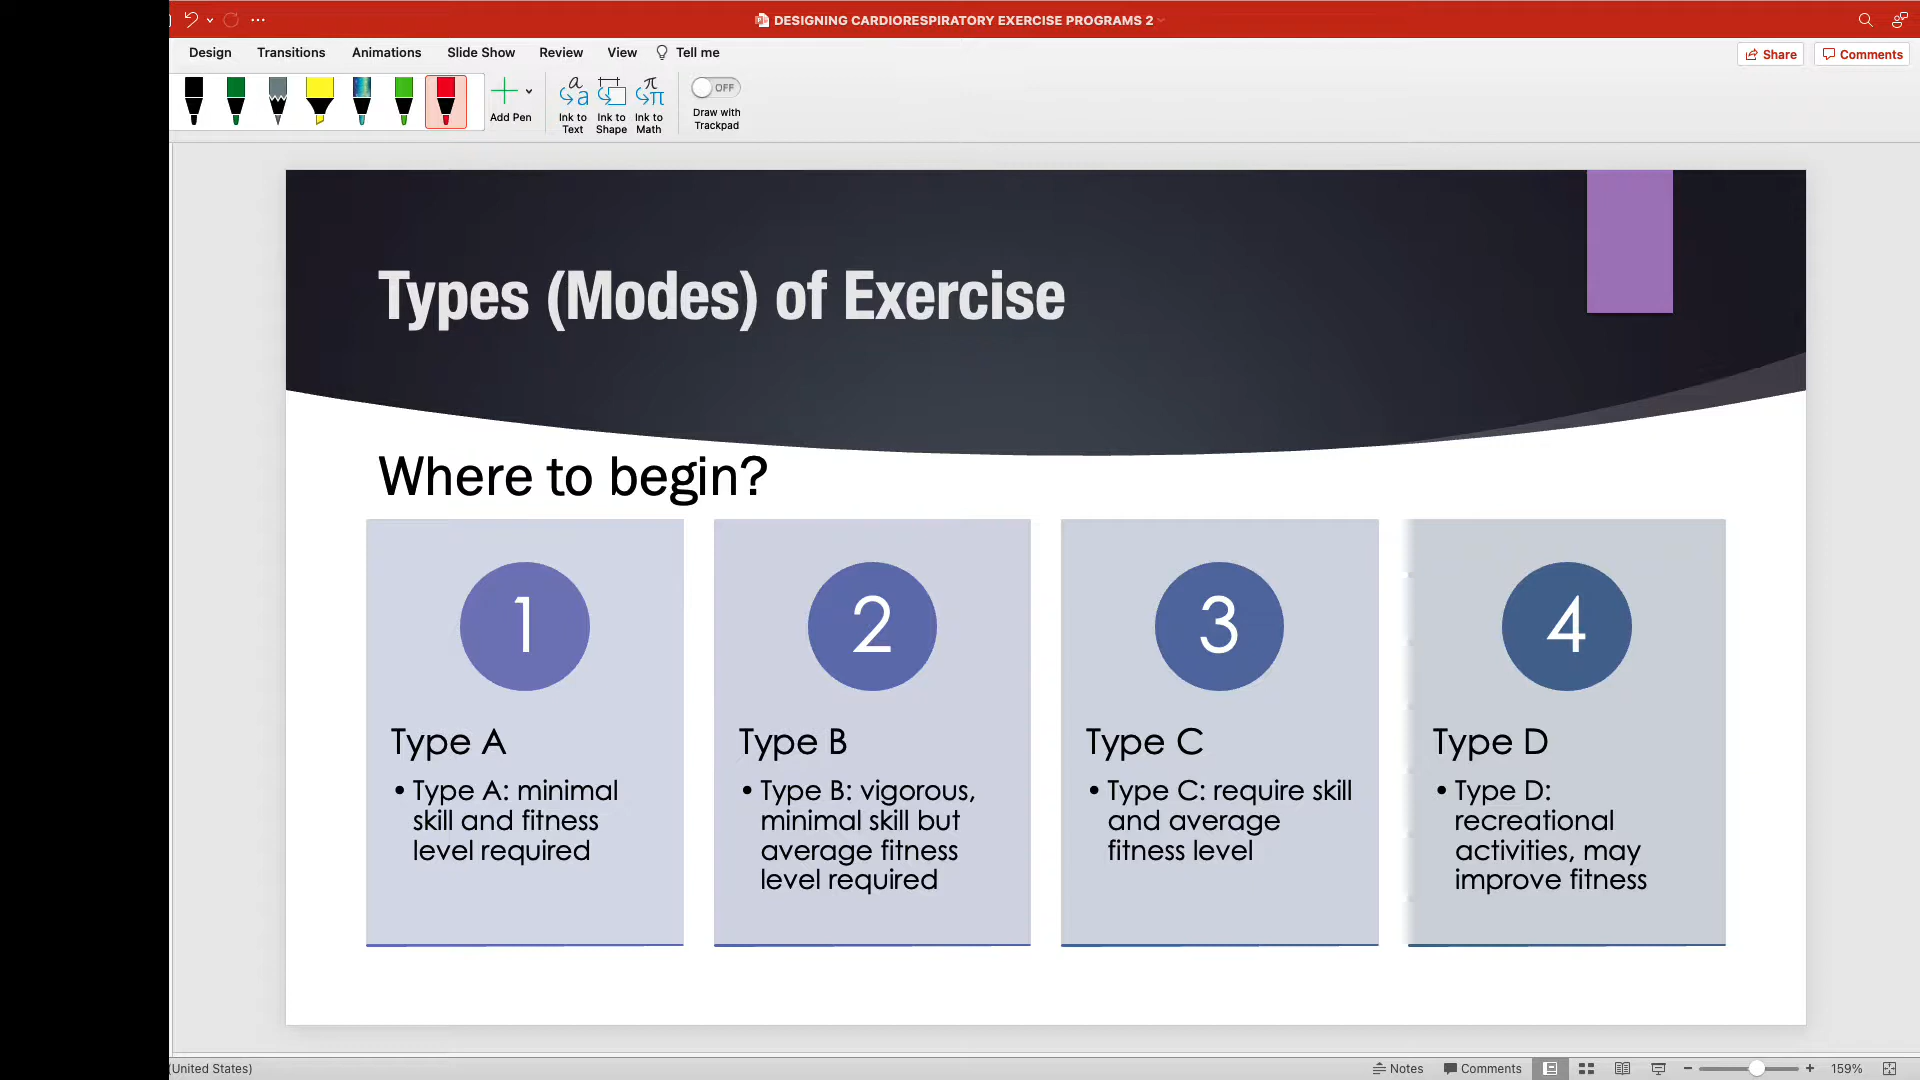 DESIGNING CARDIORESPIRATORY EXERCISE PROGRAMS 2
Design Transitions Animations Slide Show Review View Tell me
Share Comments
Add Pen
Ink to Text
Ink to Shape
Ink to Math
OFF
Draw with Trackpad
Types (Modes) of Exercise
Where to begin?
1
Type A
• Type A: minimal
skill and fitness
level required
2
Type B
• Type B: vigorous,
minimal skill but
average fitness
level required
3
Type C
• Type C: require skill
and average
fitness level
4
Type D
• Type D:
recreational
activities, may
improve fitness
(United States)
Notes Comments 159%